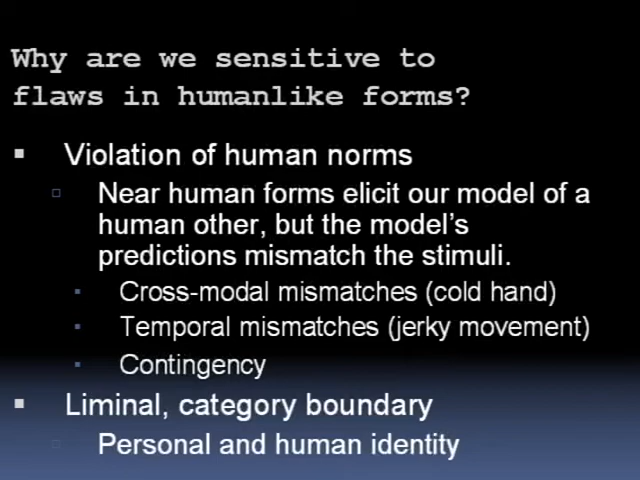 Why are we sensitive to
flaws in humanlike forms?
Violation of human norms
Near human forms elicit our model of a
human other, but the model's
predictions mismatch the stimuli.
Cross-modal mismatches (cold hand)
Temporal mismatches (jerky movement)
Contingency
Liminal, category boundary
Personal and human identity